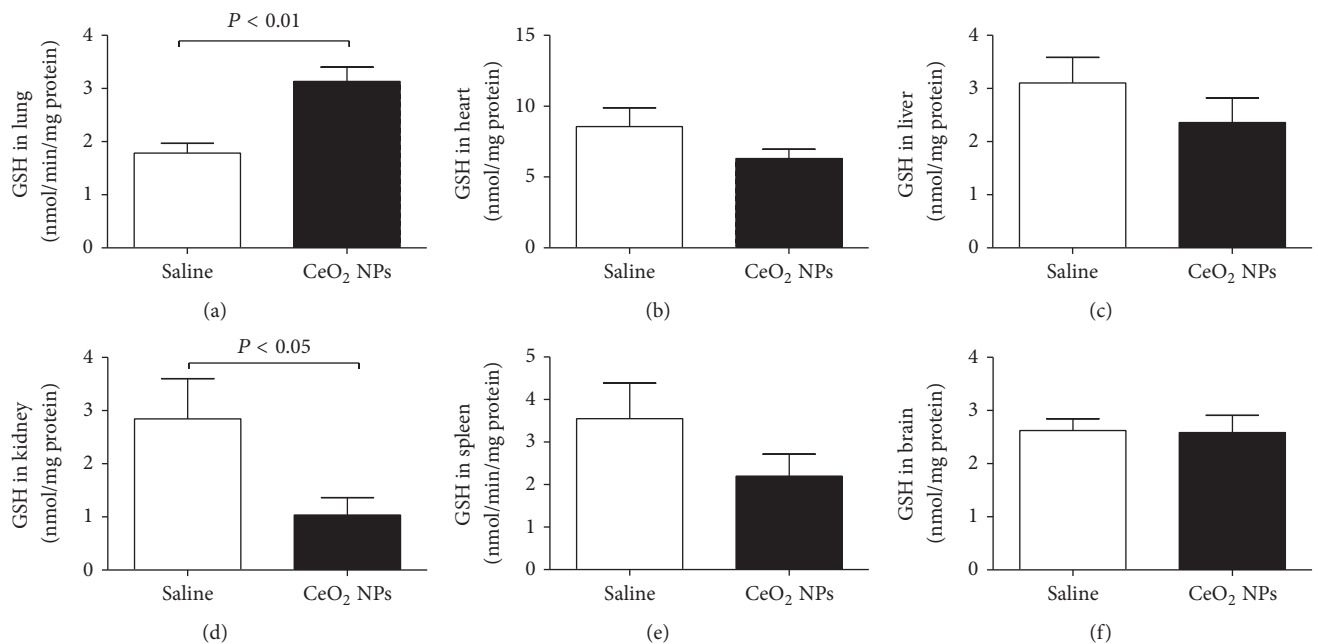 P < 0.01
GSH in lung
(nmol/min/mg protein)
4
3
2
1
0
Saline
CeO₂ NPs
(a)
GSH in heart
(nmol/mg protein)
15
10
5
0
Saline
CeO₂ NPs
(b)
GSH in liver
(nmol/mg protein)
4
3
2
1
0
Saline
CeO₂ NPs
(c)
P < 0.05
GSH in kidney
(nmol/mg protein)
4
3
2
1
0
Saline
CeO₂ NPs
(d)
GSH in spleen
(nmol/min/mg protein)
5
4
3
2
1
0
Saline
CeO₂ NPs
(e)
GSH in brain
(nmol/mg protein)
4
3
2
1
0
Saline
CeO₂ NPs
(f)